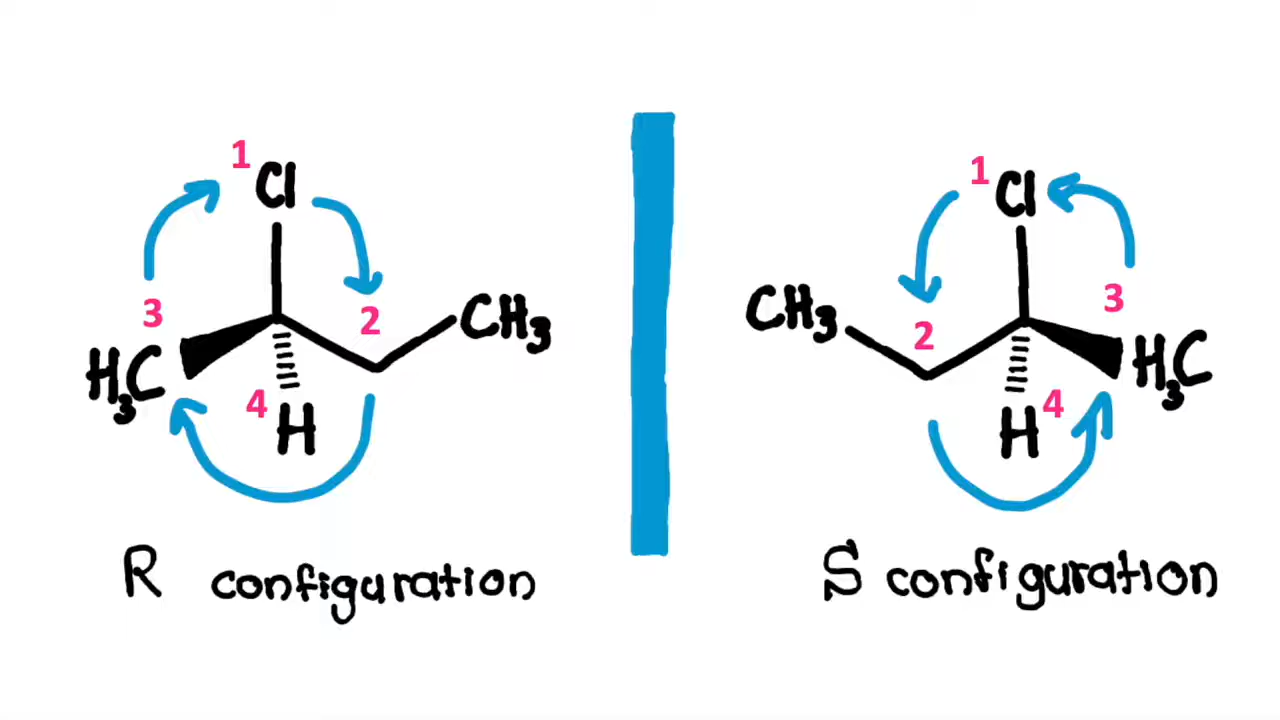 1
Cl
3
2
CH3
H3C
4
H
R configuration
1
Cl
3
CH3
2
H3C
4
H
S configuration